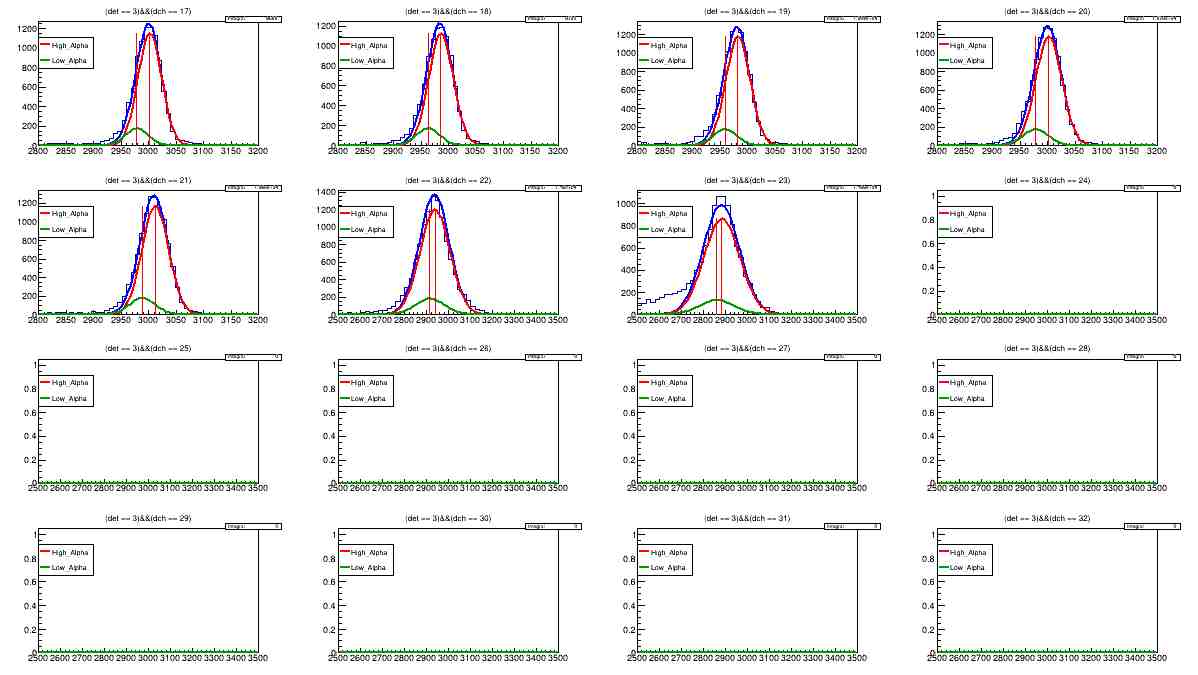 (det == 3)&&(dch == 17)
Integral
High_Alpha
Low_Alpha
0 200 400 600 800 1000 1200
2800 2850 2900 2950 3000 3050 3100 3150 3200
(det == 3)&&(dch == 18)
Integral
High_Alpha
Low_Alpha
0 200 400 600 800 1000 1200
2800 2850 2900 2950 3000 3050 3100 3150 3200
(det == 3)&&(dch == 19)
Integral
High_Alpha
Low_Alpha
0 200 400 600 800 1000 1200
2800 2850 2900 2950 3000 3050 3100 3150 3200
(det == 3)&&(dch == 20)
Integral
High_Alpha
Low_Alpha
0 200 400 600 800 1000 1200
2800 2850 2900 2950 3000 3050 3100 3150 3200
(det == 3)&&(dch == 21)
Integral
High_Alpha
Low_Alpha
0 200 400 600 800 1000 1200
2800 2850 2900 2950 3000 3050 3100 3150 3200
(det == 3)&&(dch == 22)
Integral
High_Alpha
Low_Alpha
0 200 400 600 800 1000 1200 1400
2500 2600 2700 2800 2900 3000 3100 3200 3300 3400 3500
(det == 3)&&(dch == 23)
Integral
High_Alpha
Low_Alpha
0 200 400 600 800 1000
2500 2600 2700 2800 2900 3000 3100 3200 3300 3400 3500
(det == 3)&&(dch == 24)
Integral
High_Alpha
Low_Alpha
0 0.2 0.4 0.6 0.8 1
2500 2600 2700 2800 2900 3000 3100 3200 3300 3400 3500
(det == 3)&&(dch == 25)
Integral
High_Alpha
Low_Alpha
0 0.2 0.4 0.6 0.8 1
2500 2600 2700 2800 2900 3000 3100 3200 3300 3400 3500
(det == 3)&&(dch == 26)
Integral
High_Alpha
Low_Alpha
0 0.2 0.4 0.6 0.8 1
2500 2600 2700 2800 2900 3000 3100 3200 3300 3400 3500
(det == 3)&&(dch == 27)
Integral
High_Alpha
Low_Alpha
0 0.2 0.4 0.6 0.8 1
2500 2600 2700 2800 2900 3000 3100 3200 3300 3400 3500
(det == 3)&&(dch == 28)
Integral
High_Alpha
Low_Alpha
0 0.2 0.4 0.6 0.8 1
2500 2600 2700 2800 2900 3000 3100 3200 3300 3400 3500
(det == 3)&&(dch == 29)
Integral 0
High_Alpha
Low_Alpha
0 0.2 0.4 0.6 0.8 1
2500 2600 2700 2800 2900 3000 3100 3200 3300 3400 3500
(det == 3)&&(dch == 30)
Integral 0
High_Alpha
Low_Alpha
0 0.2 0.4 0.6 0.8 1
2500 2600 2700 2800 2900 3000 3100 3200 3300 3400 3500
(det == 3)&&(dch == 31)
Integral 0
High_Alpha
Low_Alpha
0 0.2 0.4 0.6 0.8 1
2500 2600 2700 2800 2900 3000 3100 3200 3300 3400 3500
(det == 3)&&(dch == 32)
Integral 0
High_Alpha
Low_Alpha
0 0.2 0.4 0.6 0.8 1
2500 2600 2700 2800 2900 3000 3100 3200 3300 3400 3500